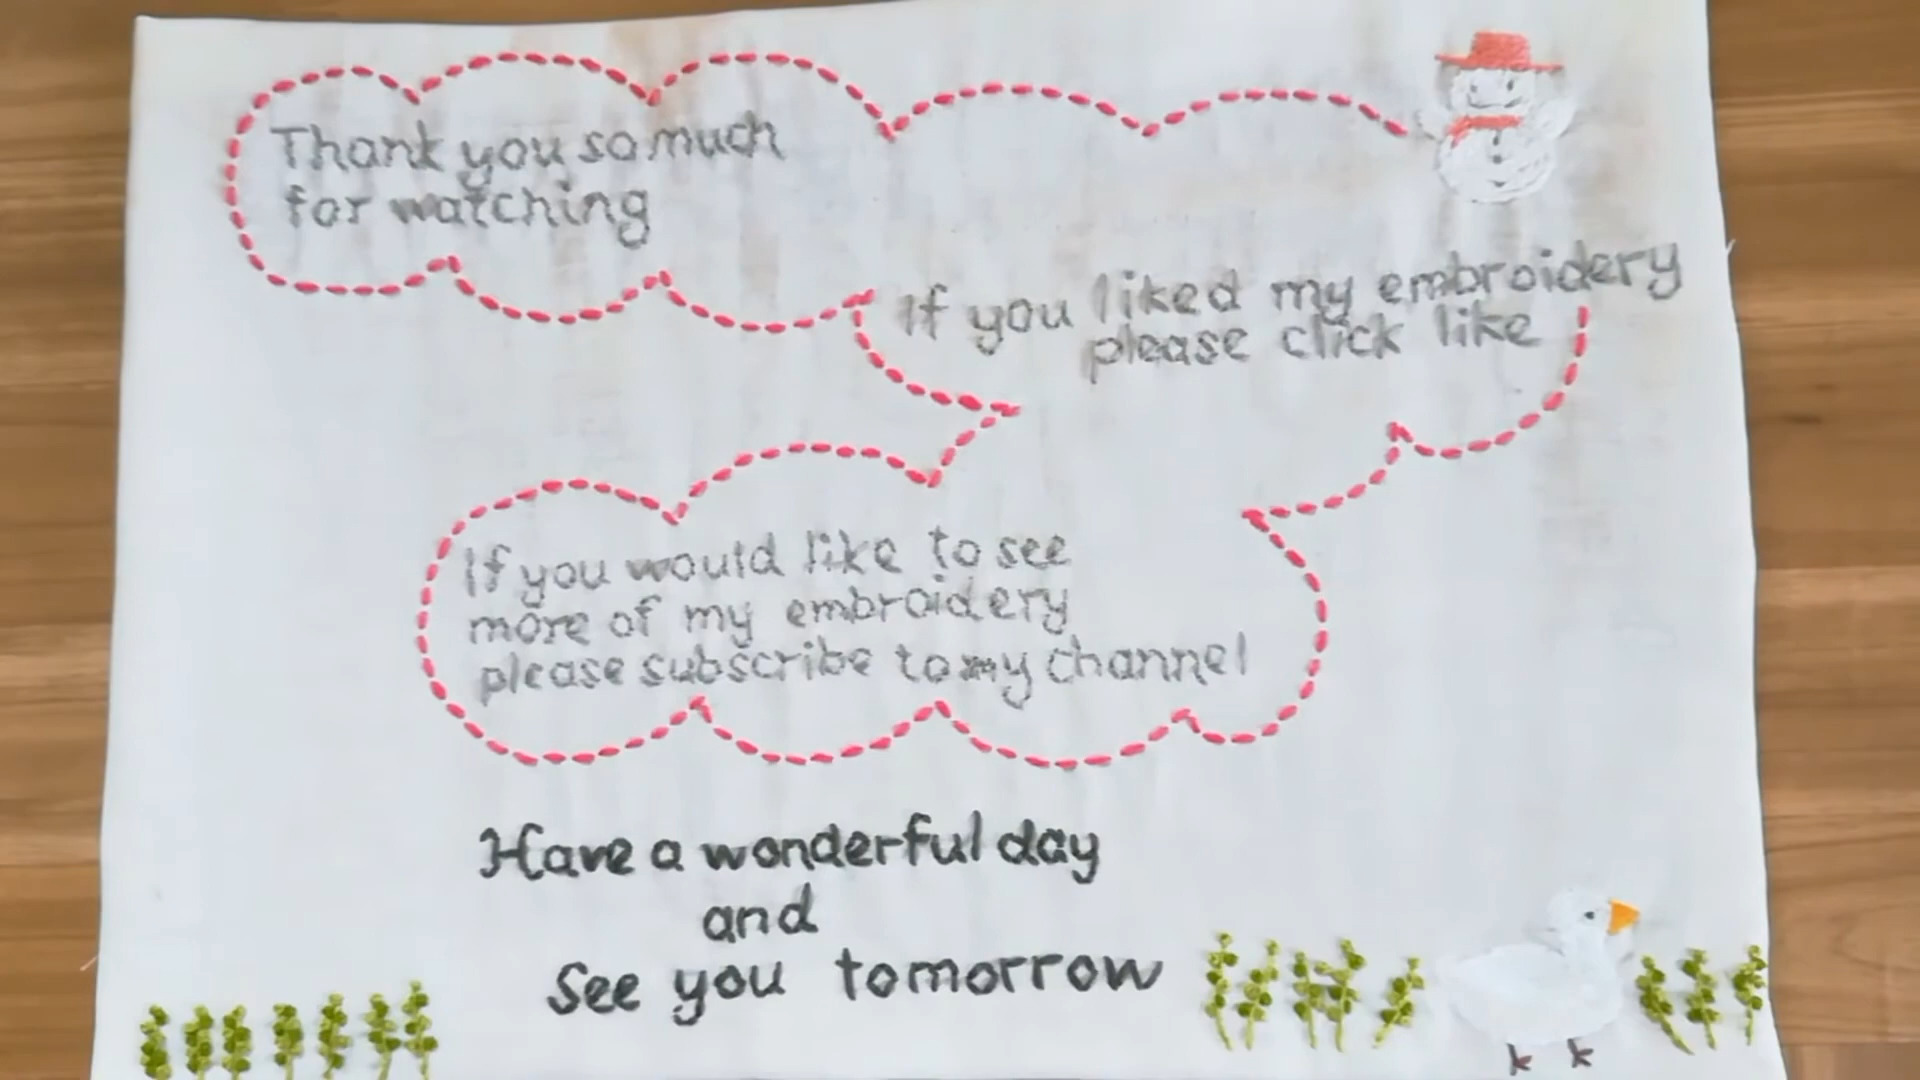 Thank you so much
for watching
If you liked my embroidery
please click like
If you would like to see
more of my embroidery
please subscribe to my channel
Have a wonderful day
and
See you tomorrow